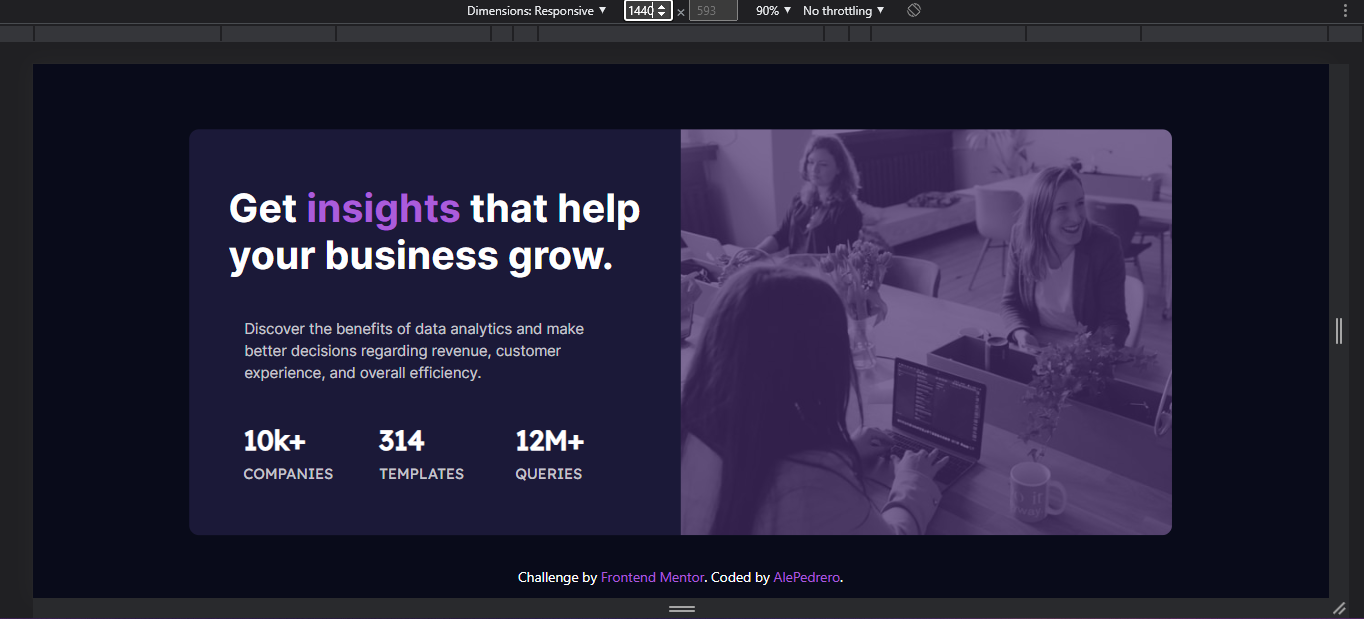 Dimensions: Responsive 1440 × 593 90% No throttling
Get insights that help
your business grow.
Discover the benefits of data analytics and make
better decisions regarding revenue, customer
experience, and overall efficiency.
10k+ 314 12M+
COMPANIES TEMPLATES QUERIES
Challenge by Frontend Mentor. Coded by AlePedrero.